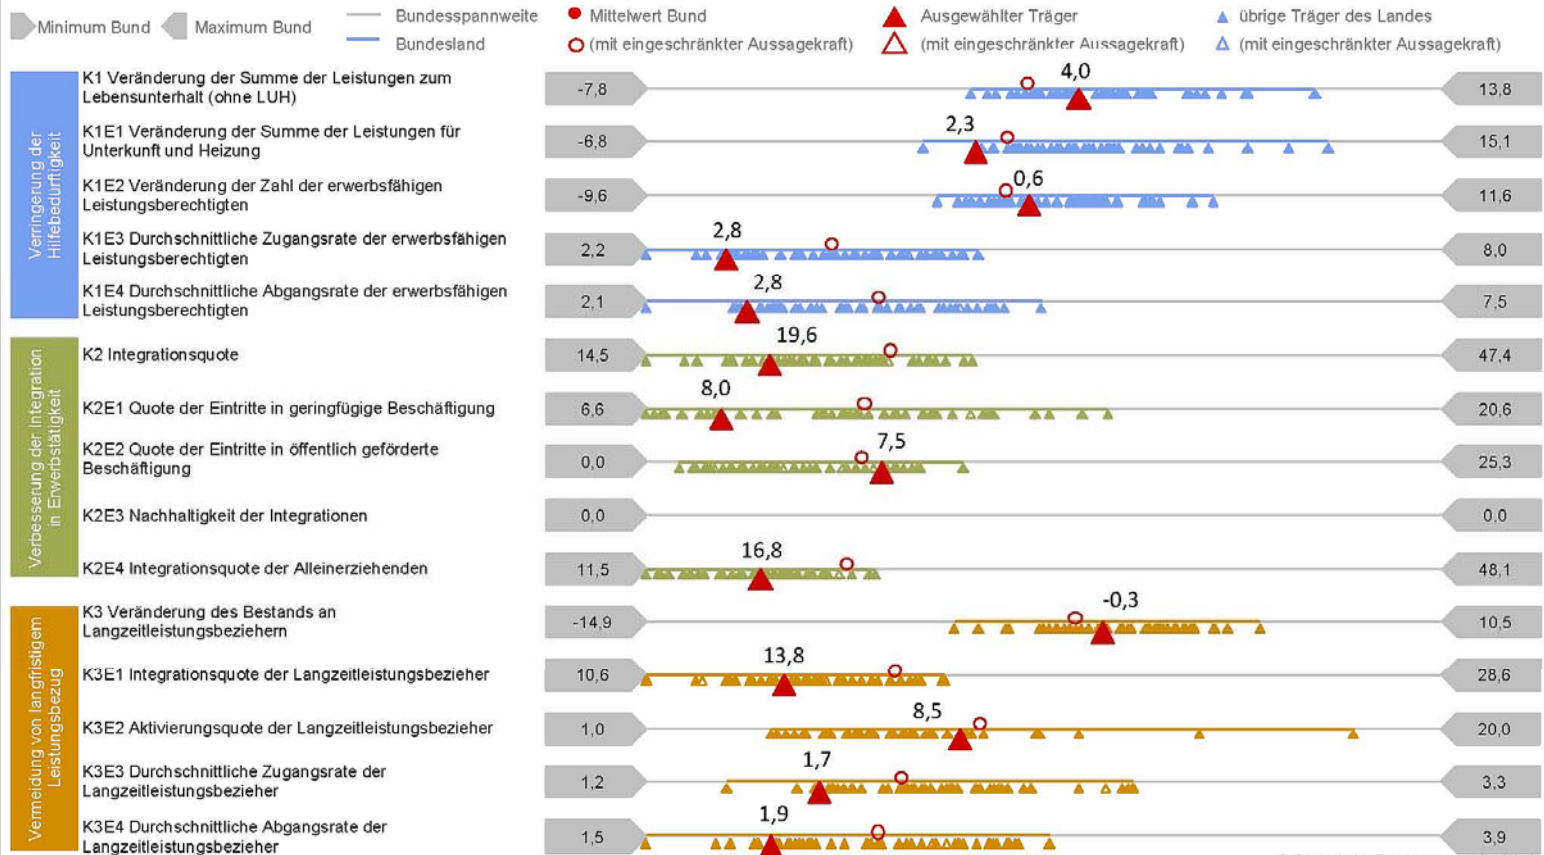 Minimum Bund
Maximum Bund
Bundesspannweite
Bundesland
Mittelwert Bund
(mit eingeschränkter Aussagekraft)
Ausgewählter Träger
(mit eingeschränkter Aussagekraft)
übrige Träger des Landes
(mit eingeschränkter Aussagekraft)
Verringerung der
Hilfebedürftigkeit
K1 Veränderung der Summe der Leistungen zum
Lebensunterhalt (ohne LUH)
-7,8
4,0
13,8
K1E1 Veränderung der Summe der Leistungen für
Unterkunft und Heizung
-6,8
2,3
15,1
K1E2 Veränderung der Zahl der erwerbsfähigen
Leistungsberechtigten
-9,6
0,6
11,6
K1E3 Durchschnittliche Zugangsrate der erwerbsfähigen
Leistungsberechtigten
2,2
2,8
8,0
K1E4 Durchschnittliche Abgangsrate der erwerbsfähigen
Leistungsberechtigten
2,1
2,8
7,5
Verbesserung der Integration
in Erwerbstätigkeit
K2 Integrationsquote
14,5
19,6
47,4
K2E1 Quote der Eintritte in geringfügige Beschäftigung
6,6
8,0
20,6
K2E2 Quote der Eintritte in öffentlich geförderte
Beschäftigung
0,0
7,5
25,3
K2E3 Nachhaltigkeit der Integrationen
0,0
0,0
K2E4 Integrationsquote der Alleinerziehenden
11,5
16,8
48,1
Vermeidung von langfristigem
Leistungsbezug
K3 Veränderung des Bestands an
Langzeitleistungsbeziehern
-14,9
-0,3
10,5
K3E1 Integrationsquote der Langzeitleistungsbezieher
10,6
13,8
28,6
K3E2 Aktivierungsquote der Langzeitleistungsbezieher
1,0
8,5
20,0
K3E3 Durchschnittliche Zugangsrate der
Langzeitleistungsbezieher
1,2
1,7
3,3
K3E4 Durchschnittliche Abgangsrate der
Langzeitleistungsbezieher
1,5
1,9
3,9